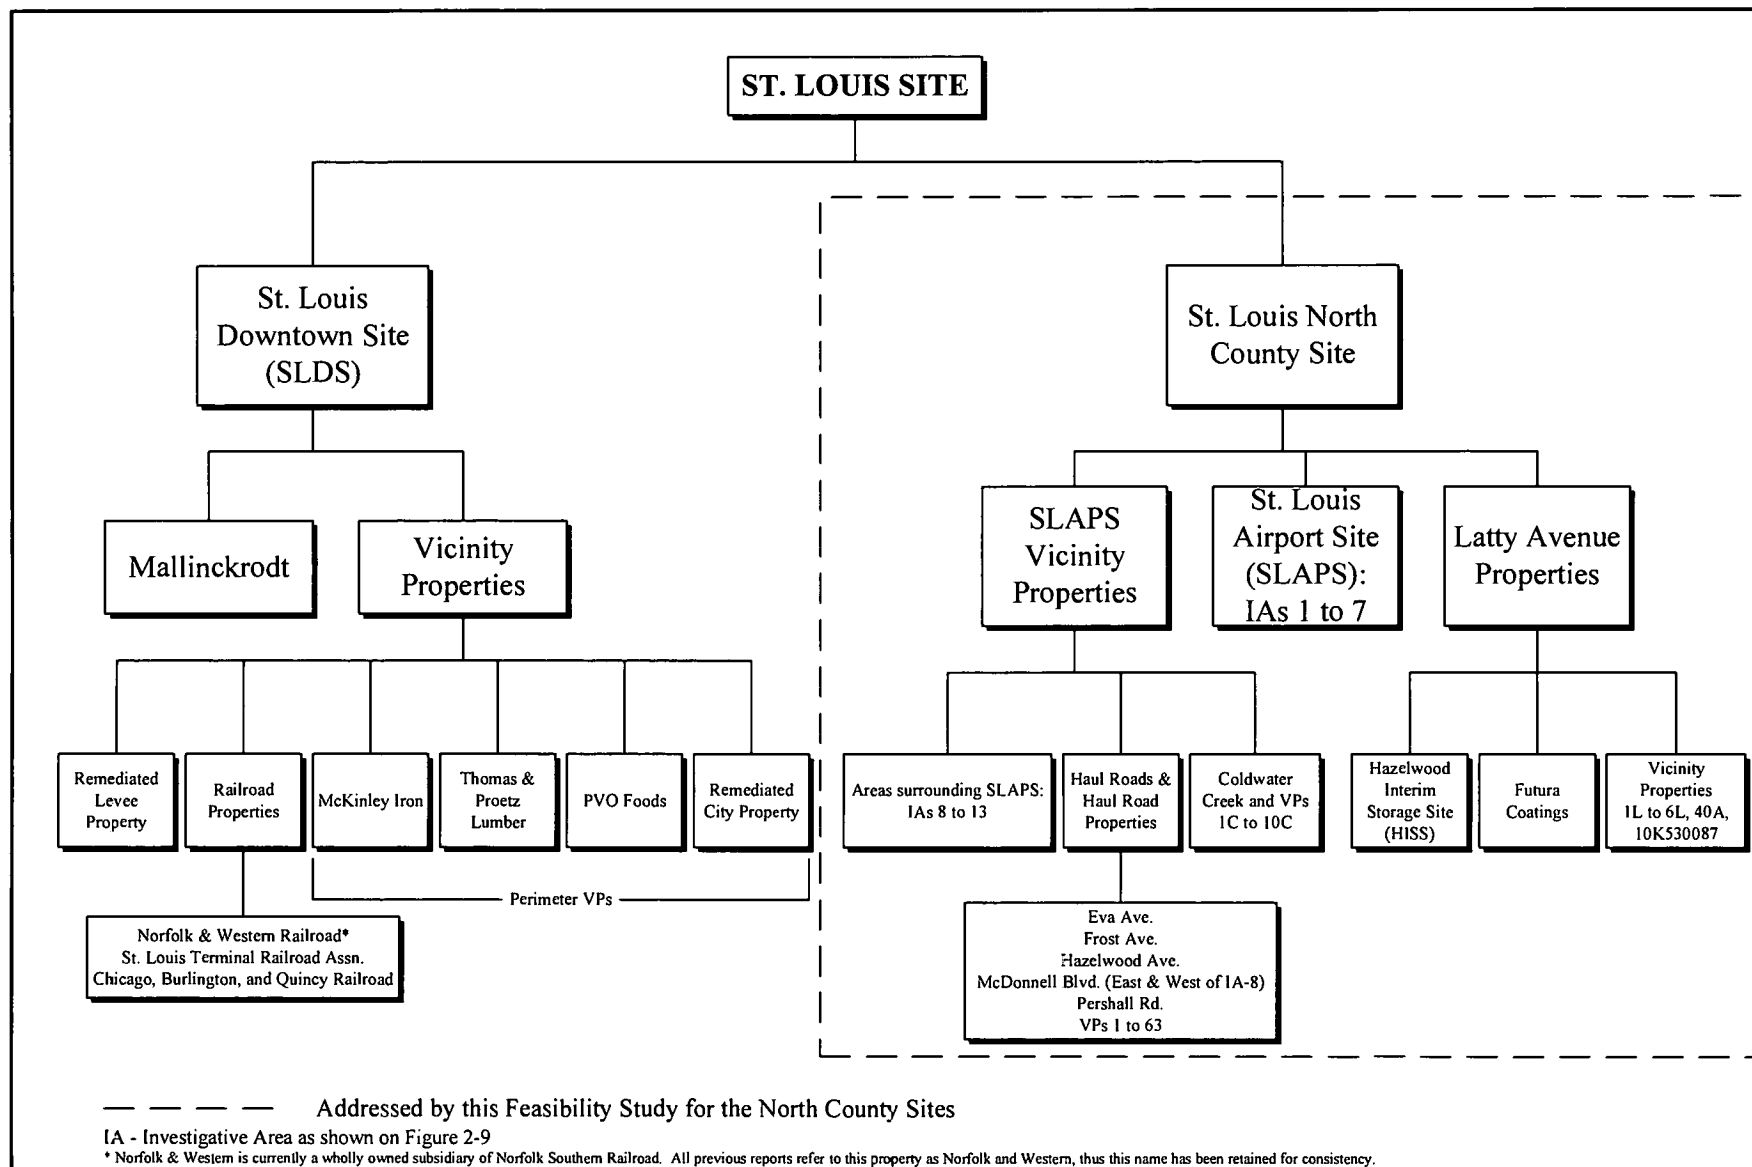 ST. LOUIS SITE
St. Louis
Downtown Site
(SLDS)
St. Louis North
County Site
Mallinckrodt
Vicinity
Properties
SLAPS
Vicinity
Properties
St. Louis
Airport Site
(SLAPS):
IAs 1 to 7
Latty Avenue
Properties
Remediated
Levee
Property
Railroad
Properties
McKinley Iron
Thomas &
Proetz
Lumber
PVO Foods
Remediated
City Property
Areas surrounding SLAPS:
IAs 8 to 13
Haul Roads &
Haul Road
Properties
Coldwater
Creek and VPs
1C to 10C
Hazelwood
Interim
Storage Site
(HISS)
Futura
Coatings
Vicinity
Properties
1L to 6L, 40A,
10K530087
Perimeter VPs
Norfolk & Western Railroad*
St. Louis Terminal Railroad Assn.
Chicago, Burlington, and Quincy Railroad
Eva Ave.
Frost Ave.
Hazelwood Ave.
McDonnell Blvd. (East & West of IA-8)
Pershall Rd.
VPs 1 to 63
Addressed by this Feasibility Study for the North County Sites
IA - Investigative Area as shown on Figure 2-9
* Norfolk & Western is currently a wholly owned subsidiary of Norfolk Southern Railroad. All previous reports refer to this property as Norfolk and Western, thus this name has been retained for consistency.